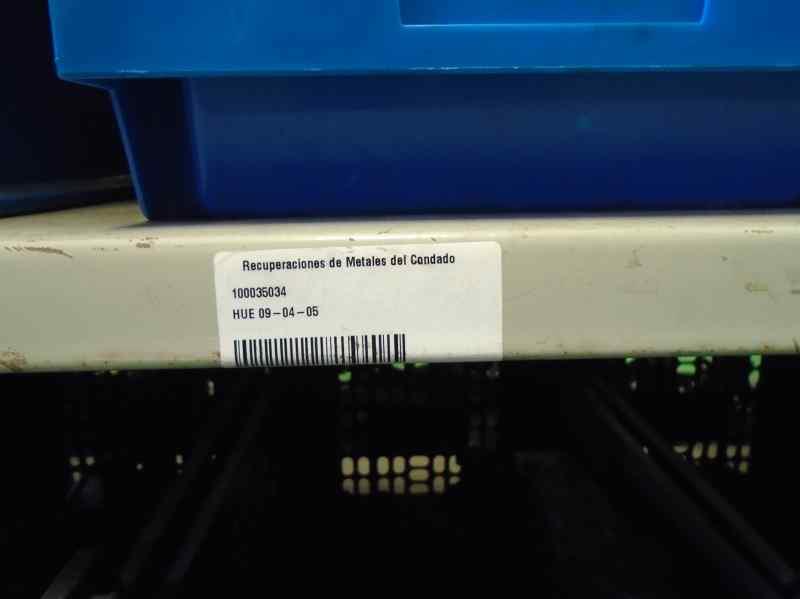 Recuperaciones de Metales del Condado
100035034
HUE 09-04-05